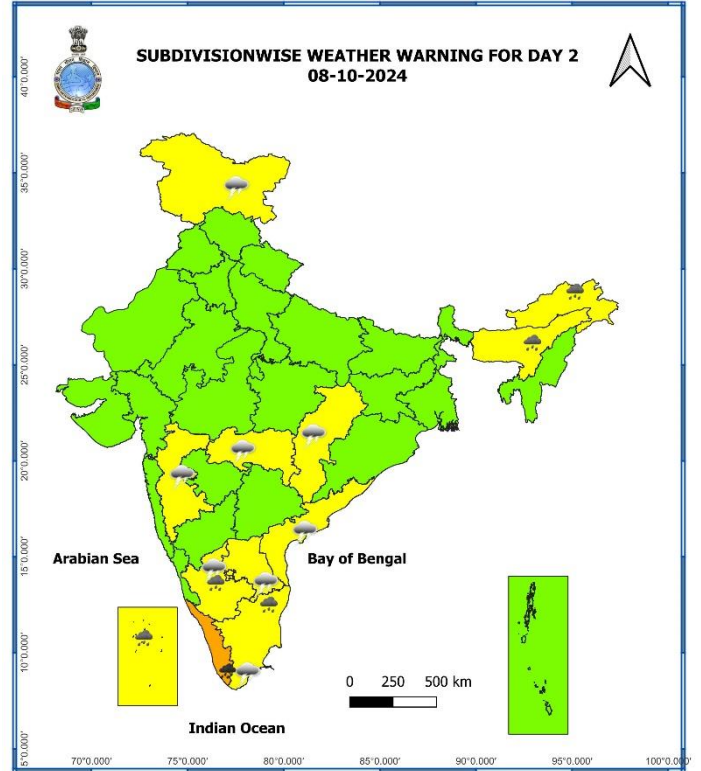 SUBDIVISIONWISE WEATHER WARNING FOR DAY 2
08-10-2024
40°0.000'
35°0.000'
30°0.000'
25°0.000'
20°0.000'
15°0.000'
10°0.000'
5°0.000'
Arabian Sea
Bay of Bengal
0 250 500 km
Indian Ocean
70°0.000' 75°0.000' 80°0.000' 85°0.000' 90°0.000' 95°0.000' 100°0.000'